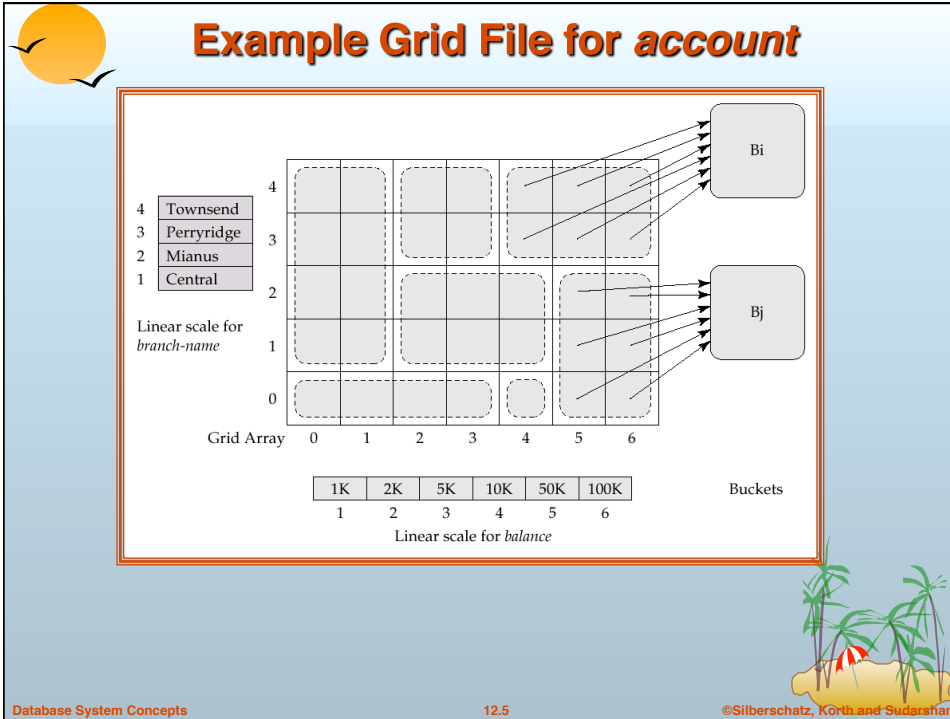 Example Grid File for account
Bi
4
4 Townsend
3 Perryridge
2 Mianus
1 Central
3
2
Bj
Linear scale for
branch-name
1
0
Grid Array 0 1 2 3 4 5 6
1K 2K 5K 10K 50K 100K
Buckets
1 2 3 4 5 6
Linear scale for balance
Database System Concepts
12.5
©Silberschatz, Korth and Sudarshan